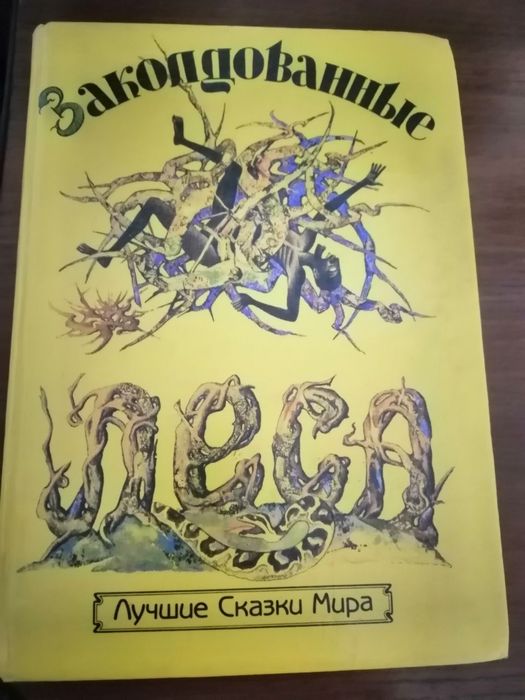 Заколдованные
леса
Лучшие Сказки Мира